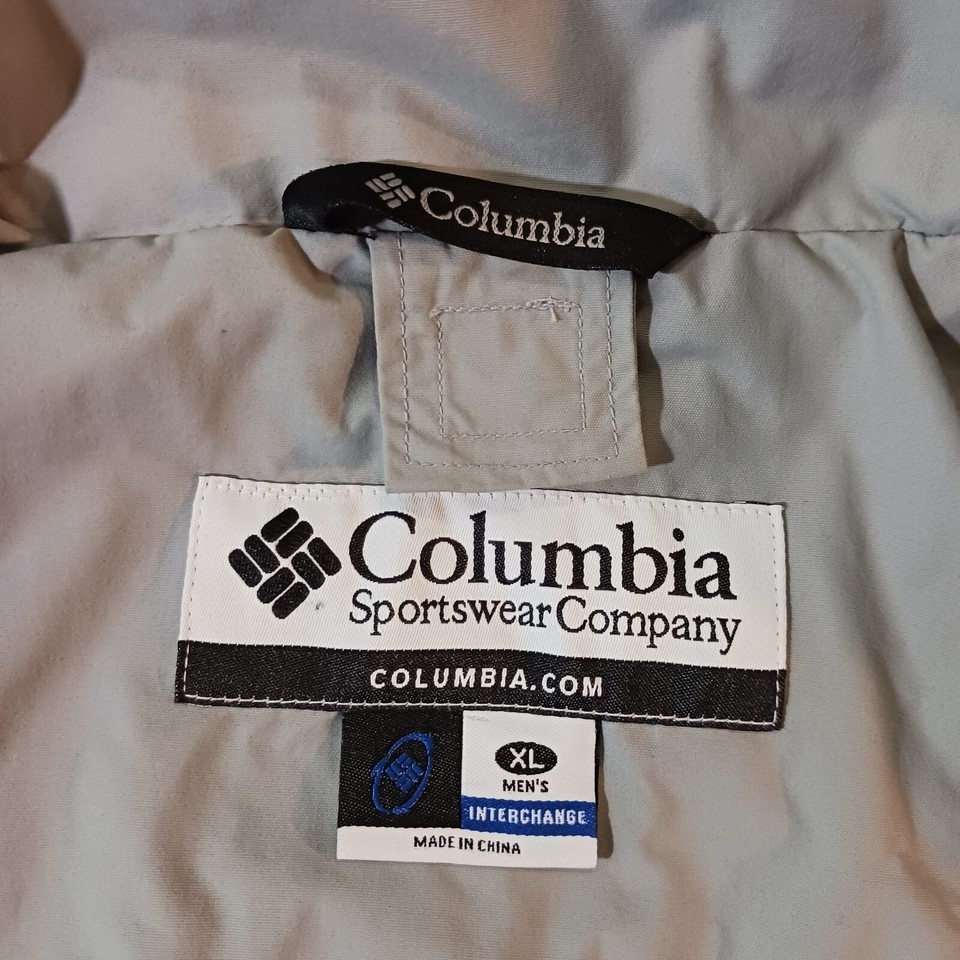 Columbia
Columbia
Sportswear Company
COLUMBIA.COM
XL
MEN'S
INTERCHANGE
MADE IN CHINA